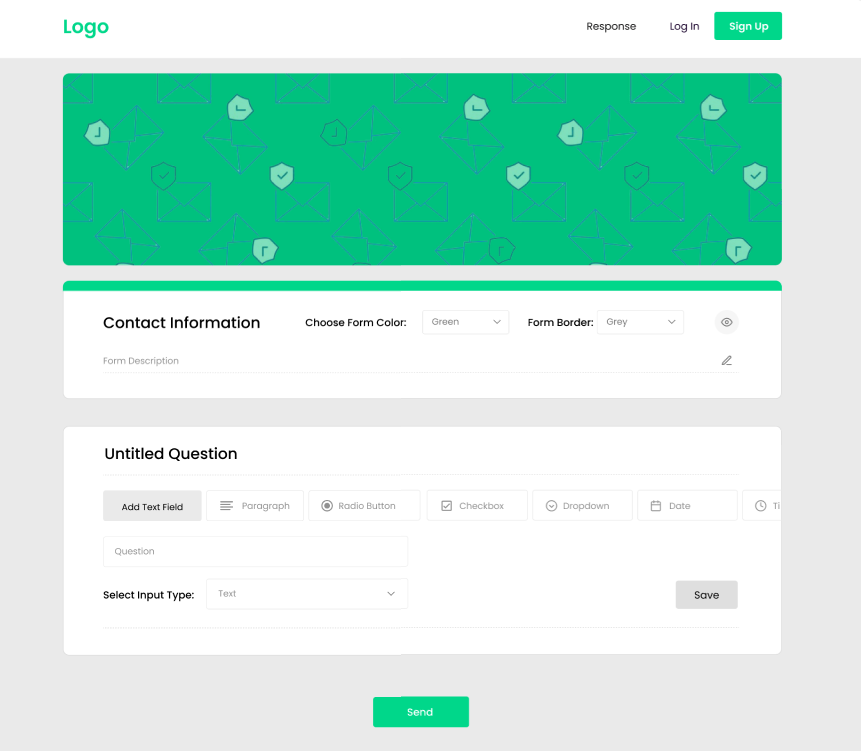 Logo
Response Log In Sign Up
Contact Information Choose Form Color: Green Form Border: Grey
Form Description
Untitled Question
Add Text Field Paragraph Radio Button Checkbox Dropdown Date Ti
Question
Select Input Type: Text Save
Send